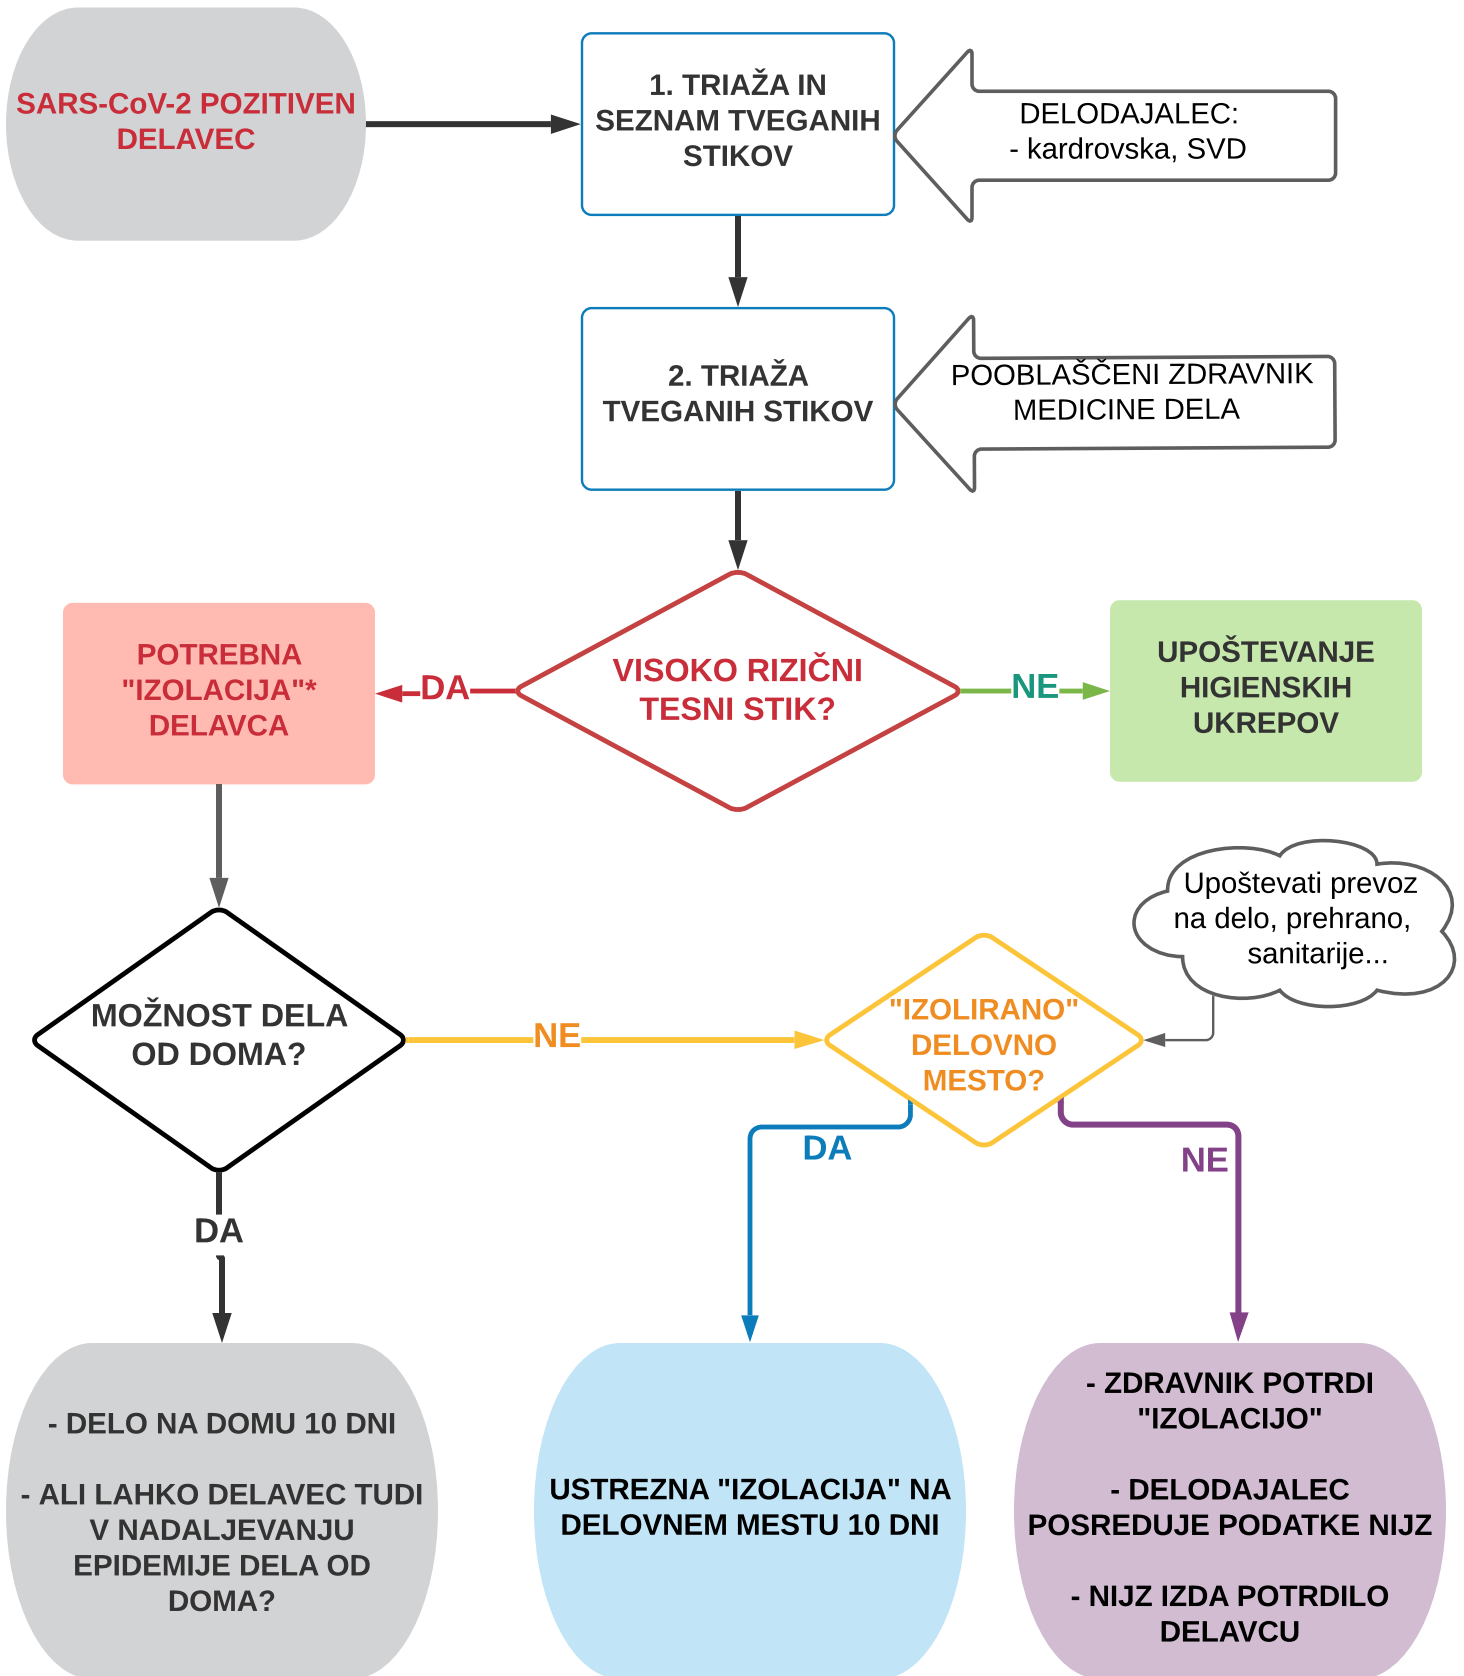 SARS-CoV-2 POZITIVEN
DELAVEC
1. TRIAŽA IN
SEZNAM TVEGANIH
STIKOV
DELODAJALEC:
- kardrovska, SVD
2. TRIAŽA
TVEGANIH STIKOV
POOBLAŠČENI ZDRAVNIK
MEDICINE DELA
POTREBNA
"IZOLACIJA"*
DELAVCA
DA
VISOKO RIZIČNI
TESNI STIK?
NE
UPOŠTEVANJE
HIGIENSKIH
UKREPOV
Upoštevati prevoz
na delo, prehrano,
sanitarije...
MOŽNOST DELA
OD DOMA?
NE
"IZOLIRANO"
DELOVNO
MESTO?
DA
NE
DA
- DELO NA DOMU 10 DNI
- ALI LAHKO DELAVEC TUDI
V NADALJEVANJU
EPIDEMIJE DELA OD
DOMA?
USTREZNA "IZOLACIJA" NA
DELOVNEM MESTU 10 DNI
- ZDRAVNIK POTRDI
"IZOLACIJO"
- DELODAJALEC
POSREDUJE PODATKE NIJZ
- NIJZ IZDA POTRDILO
DELAVCU